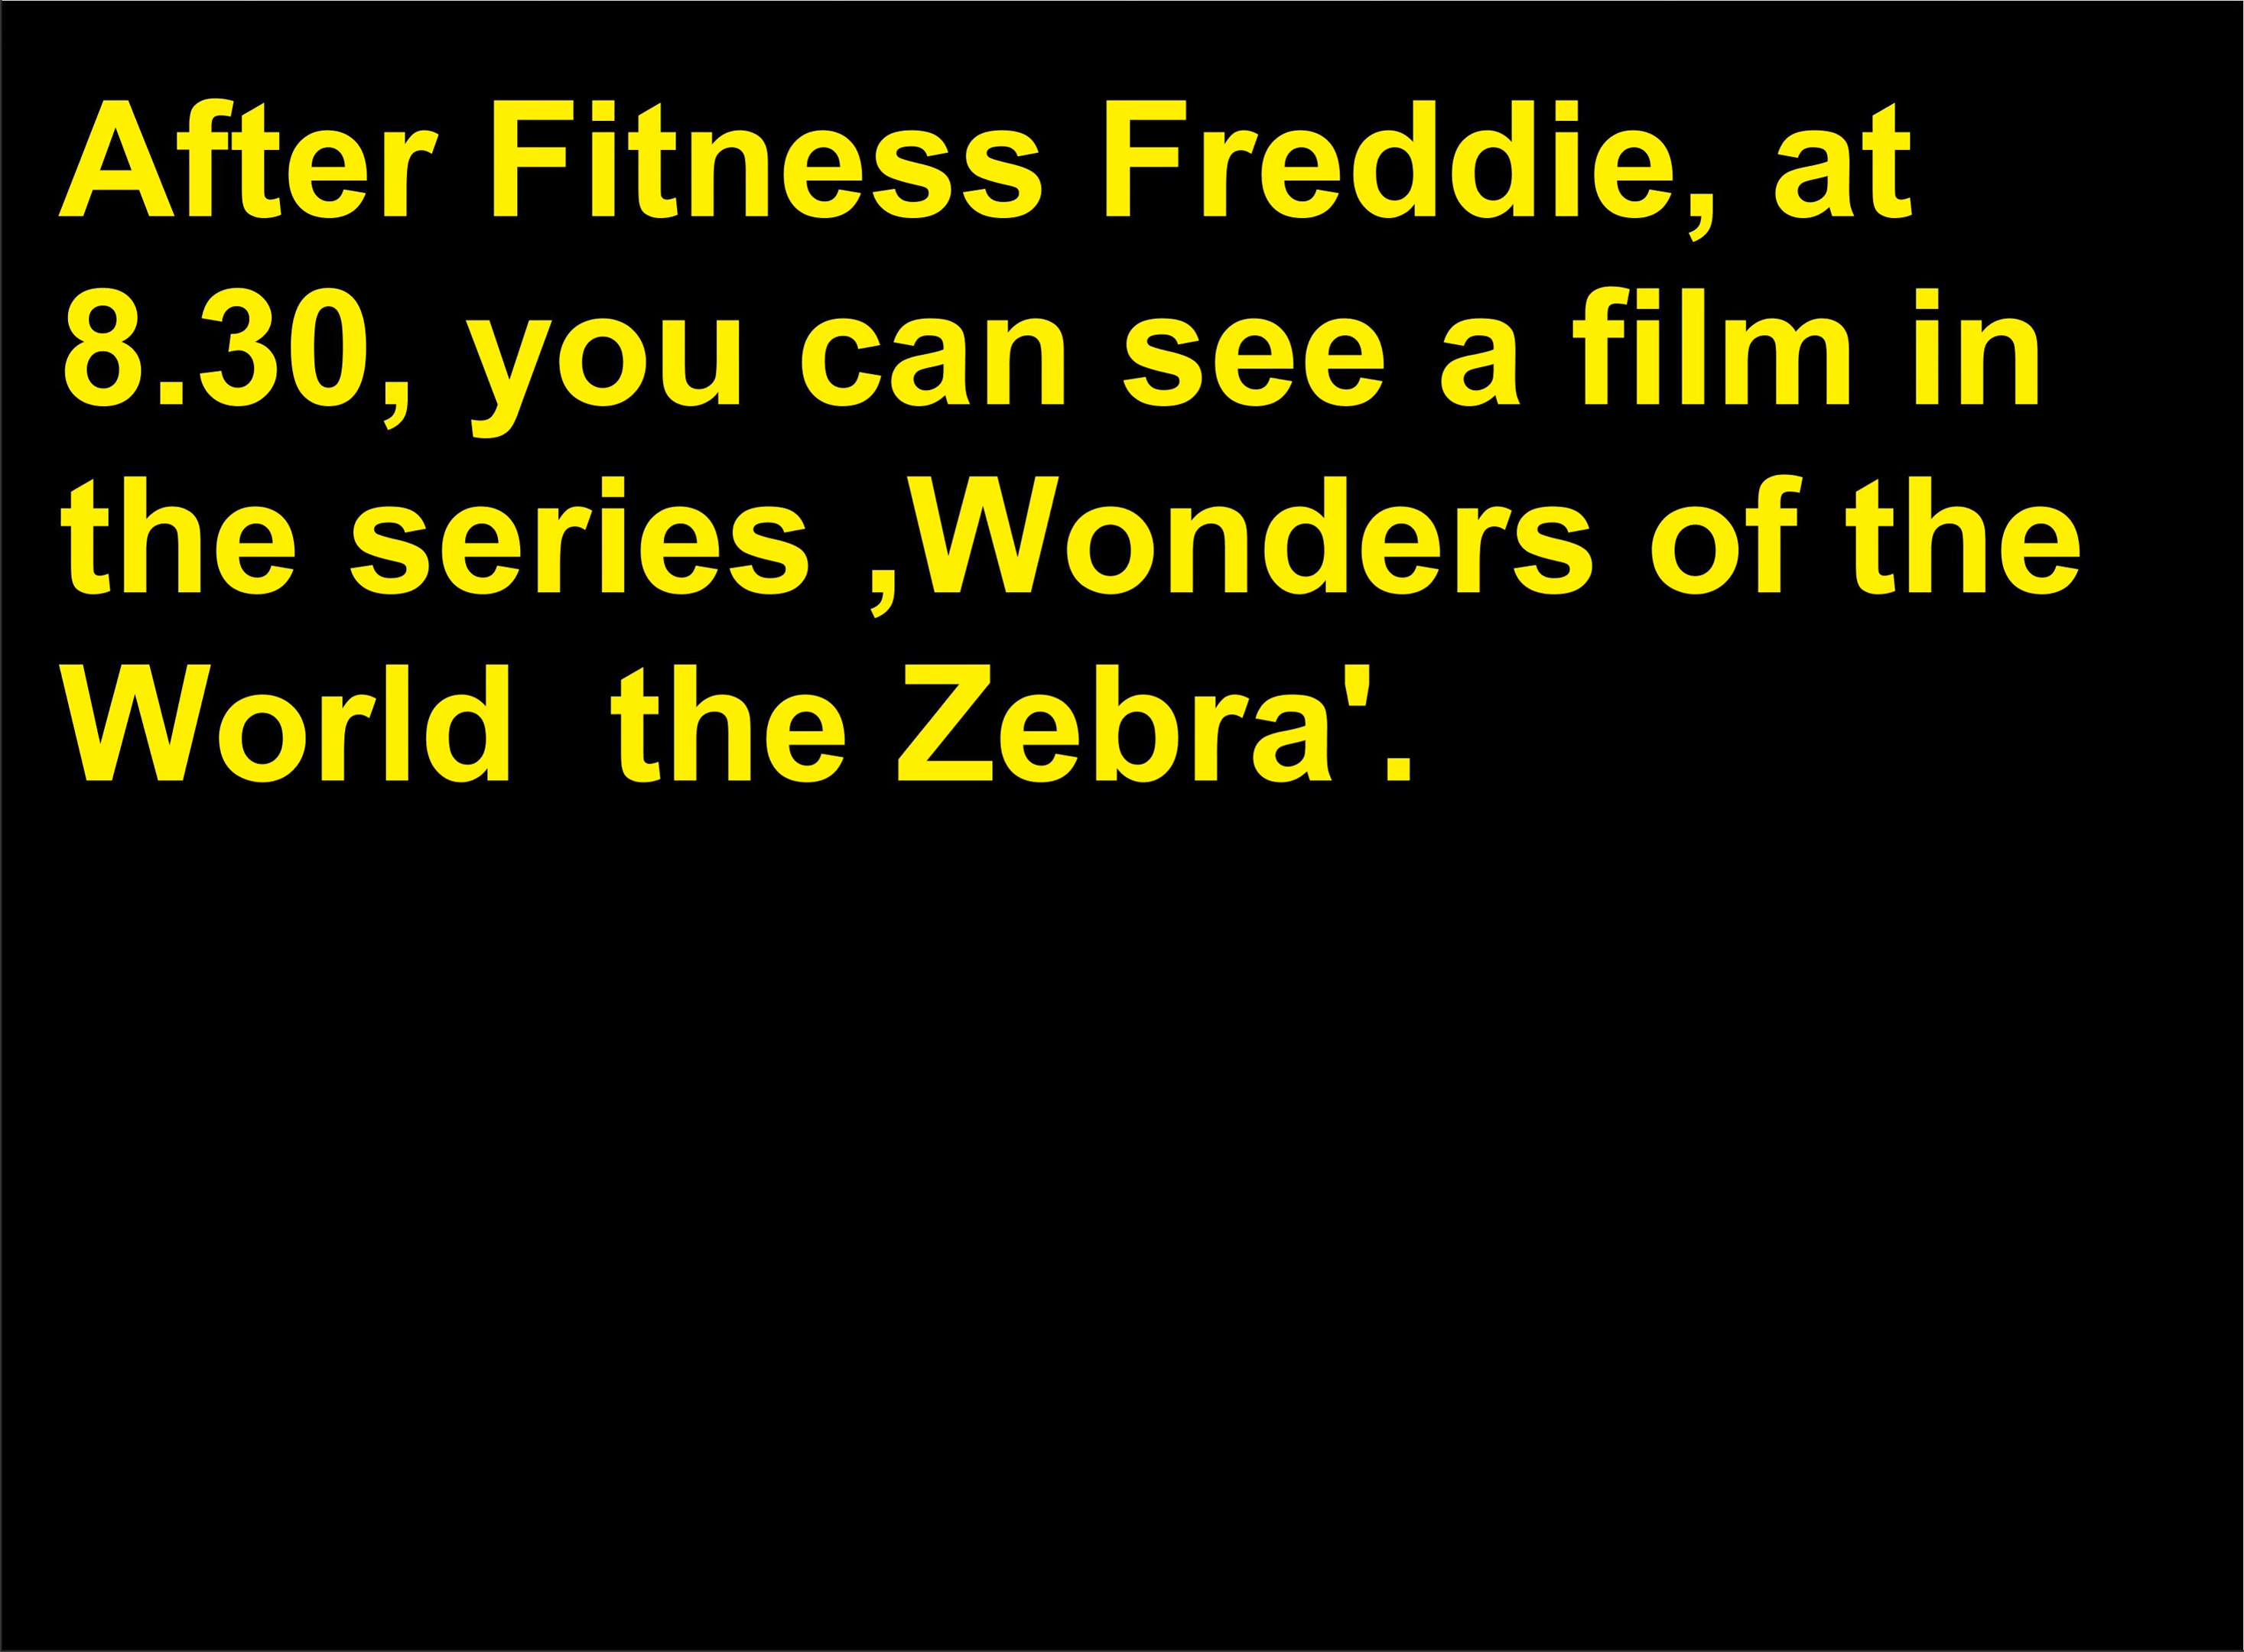 After Fitness Freddie, at
8.30, you can see a film in
the series ,Wonders of the
World  the Zebra'.